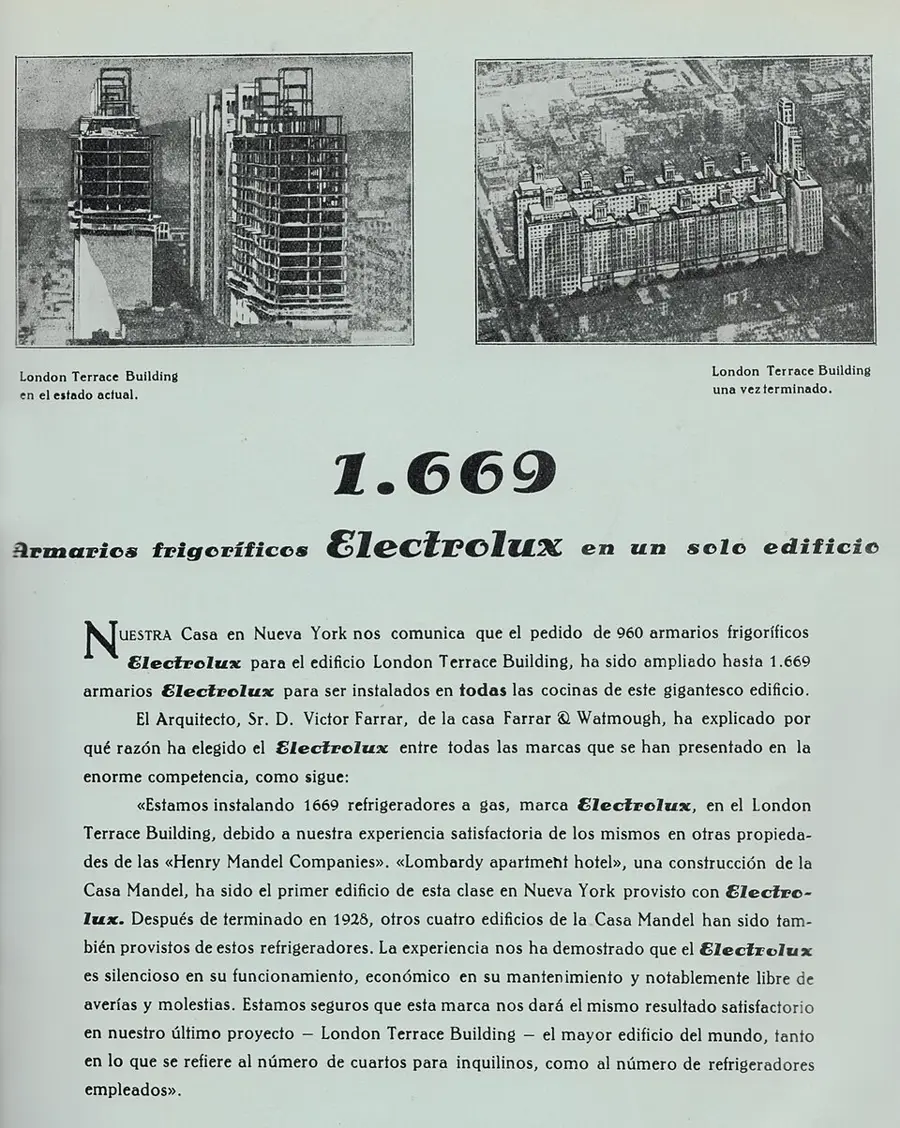 London Terrace Building
en el estado actual.
London Terrace Building
una vez terminado.
1.669
Armarios frigoríficos Electrolux en un solo edificio
NUESTRA Casa en Nueva York nos comunica que el pedido de 960 armarios frigoríficos
Electrolux para el edificio London Terrace Building, ha sido ampliado hasta 1.669
armarios Electrolux para ser instalados en todas las cocinas de este gigantesco edificio.
El Arquitecto, Sr. D. Victor Farrar, de la casa Farrar & Watmough, ha explicado por
qué razón ha elegido el Electrolux entre todas las marcas que se han presentado en la
enorme competencia, como sigue:
«Estamos instalando 1669 refrigeradores a gas, marca Electrolux, en el London
Terrace Building, debido a nuestra experiencia satisfactoria de los mismos en otras propieda-
des de las «Henry Mandel Companies». «Lombardy apartment hotel», una construcción de la
Casa Mandel, ha sido el primer edificio de esta clase en Nueva York provisto con Electro-
lux. Después de terminado en 1928, otros cuatro edificios de la Casa Mandel han sido tam-
bién provistos de estos refrigeradores. La experiencia nos ha demostrado que el Electrolux
es silencioso en su funcionamiento, económico en su mantenimiento y notablemente libre de
averías y molestias. Estamos seguros que esta marca nos dará el mismo resultado satisfactorio
en nuestro último proyecto — London Terrace Building — el mayor edificio del mundo, tanto
en lo que se refiere al número de cuartos para inquilinos, como al número de refrigeradores
empleados».